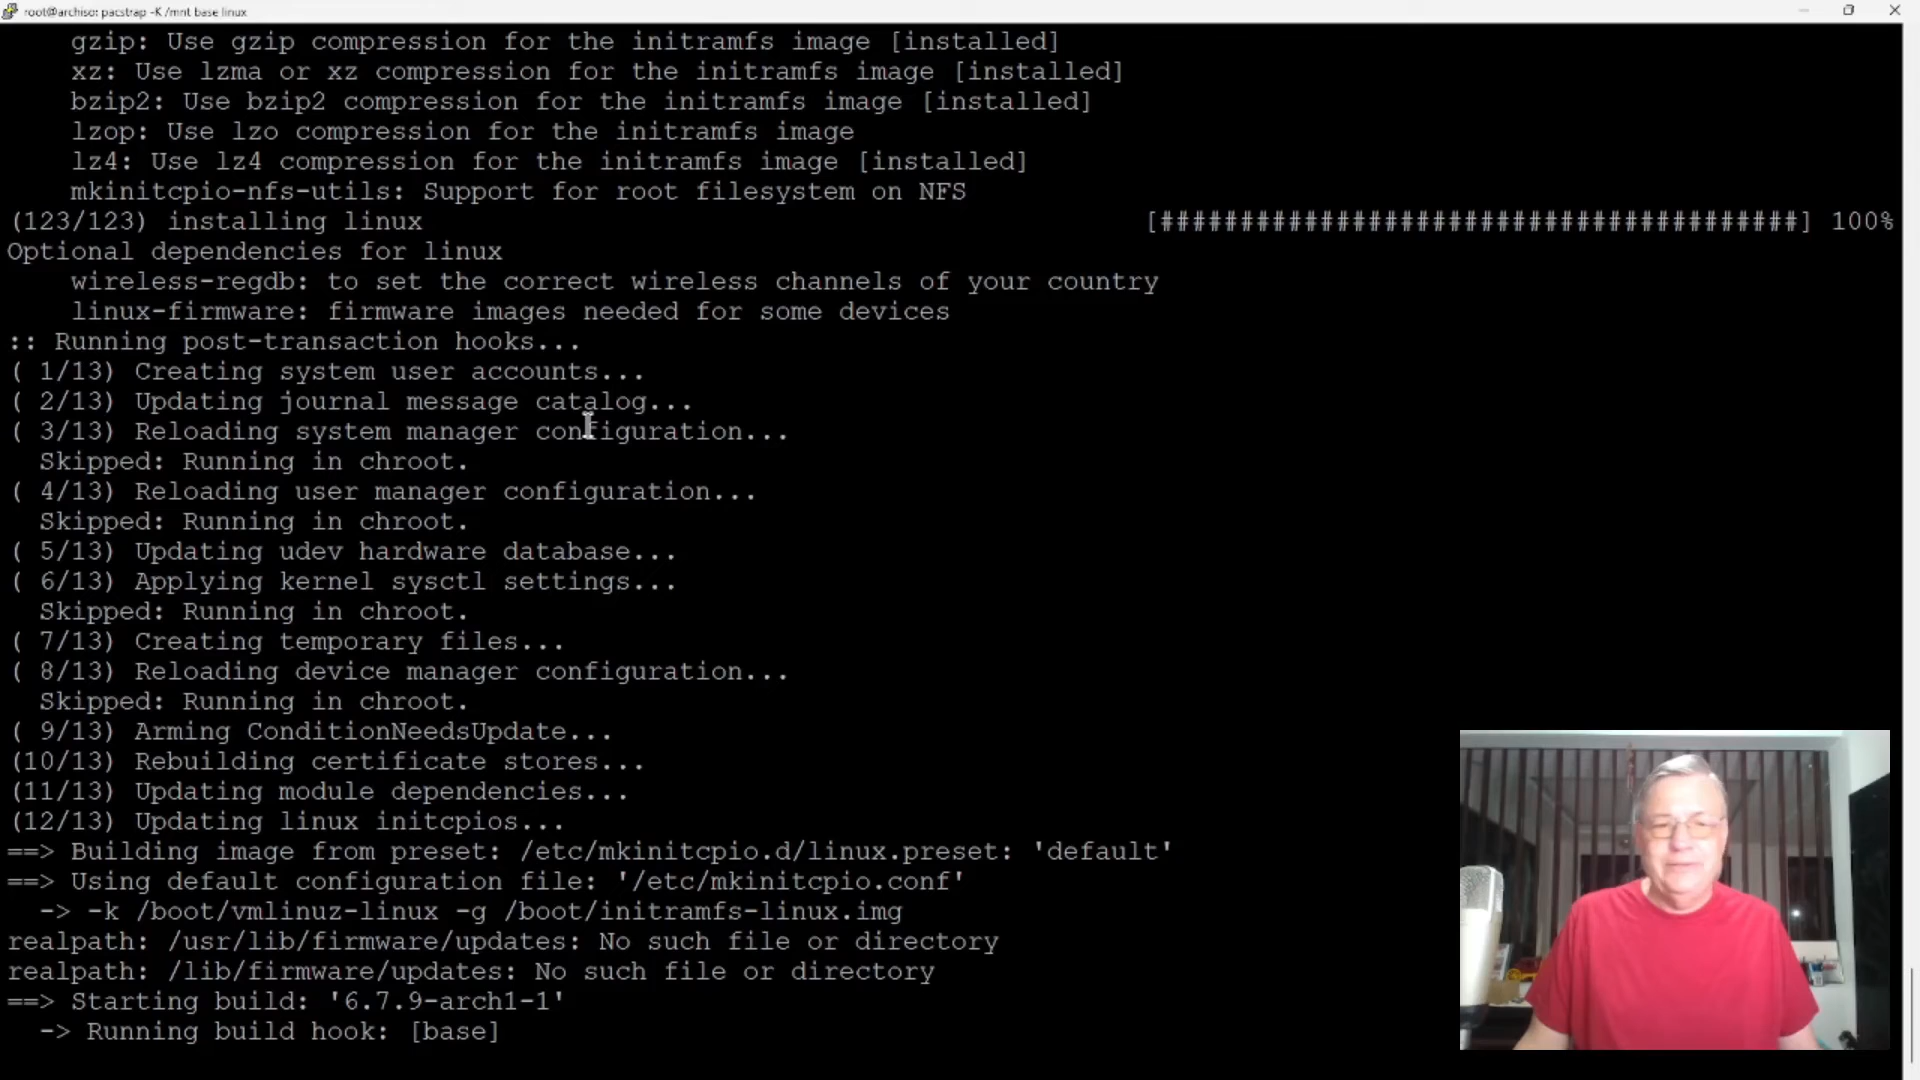 root@archiso: pacstrap -K /mnt base linux
gzip: Use gzip compression for the initramfs image [installed]
xz: Use lzma or xz compression for the initramfs image [installed]
bzip2: Use bzip2 compression for the initramfs image [installed]
lzop: Use lzo compression for the initramfs image
lz4: Use lz4 compression for the initramfs image [installed]
mkinitcpio-nfs-utils: Support for root filesystem on NFS
(123/123) installing linux [########################################] 100%
Optional dependencies for linux
wireless-regdb: to set the correct wireless channels of your country
linux-firmware: firmware images needed for some devices
:: Running post-transaction hooks...
( 1/13) Creating system user accounts...
( 2/13) Updating journal message catalog...
( 3/13) Reloading system manager configuration...
Skipped: Running in chroot.
( 4/13) Reloading user manager configuration...
Skipped: Running in chroot.
( 5/13) Updating udev hardware database...
( 6/13) Applying kernel sysctl settings...
Skipped: Running in chroot.
( 7/13) Creating temporary files...
( 8/13) Reloading device manager configuration...
Skipped: Running in chroot.
( 9/13) Arming ConditionNeedsUpdate...
(10/13) Rebuilding certificate stores...
(11/13) Updating module dependencies...
(12/13) Updating linux initcpios...
==> Building image from preset: /etc/mkinitcpio.d/linux.preset: 'default'
==> Using default configuration file: '/etc/mkinitcpio.conf'
-> -k /boot/vmlinuz-linux -g /boot/initramfs-linux.img
realpath: /usr/lib/firmware/updates: No such file or directory
realpath: /lib/firmware/updates: No such file or directory
==> Starting build: '6.7.9-arch1-1'
-> Running build hook: [base]